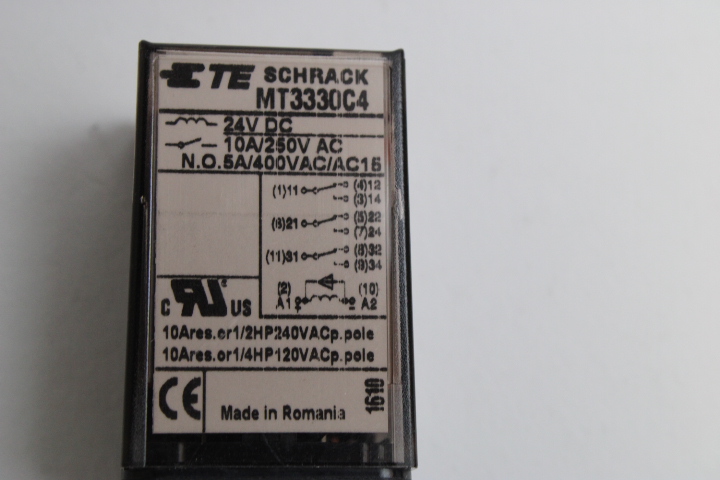 TE SCHRACK
MT3330C4
24V DC
10A/250V AC
N.O.5A/400VAC/AC15
(1)11 (4)12
(3)14
(6)21 (5)22
(7)24
(11)31 (8)32
(9)34
(2) (10)
A1 A2
+ -
c RU US
10Ares.or1/2HP240VACp.pole
10Ares.or1/4HP120VACp.pole
CE Made in Romania 1610